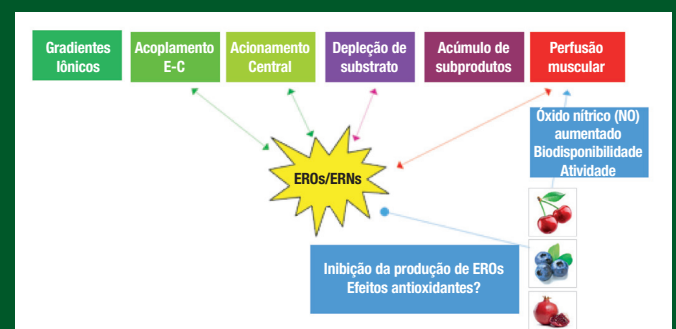 Gradientes
Iônicos
Acoplamento
E-C
Acionamento
Central
Depleção de
substrato
Acúmulo de
subprodutos
Perfusão
muscular
Óxido nítrico (NO)
aumentado
Biodisponibilidade
Atividade
EROs/ERNs
Inibição da produção de EROs
Efeitos antioxidantes?